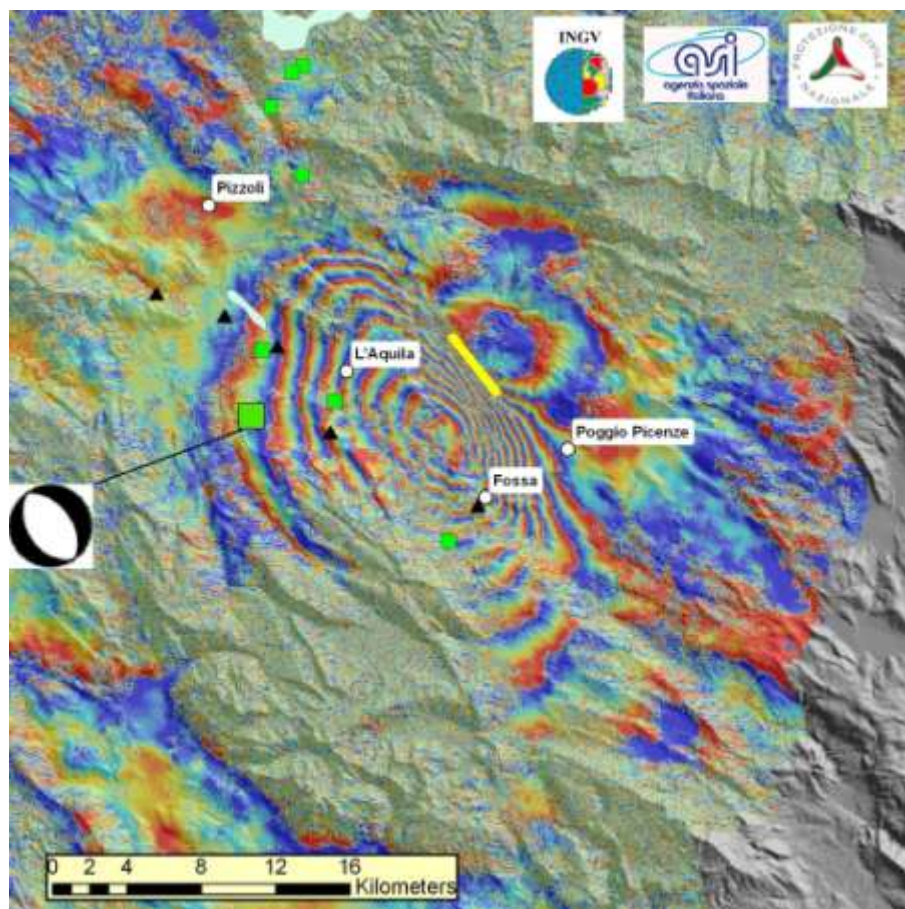 INGV
asi
agenzia spaziale
italiana
PROTEZIONE CIVILE
NAZIONALE
Pizzoli
L'Aquila
Poggio Picenze
Fossa
0 2 4 8 12 16
Kilometers